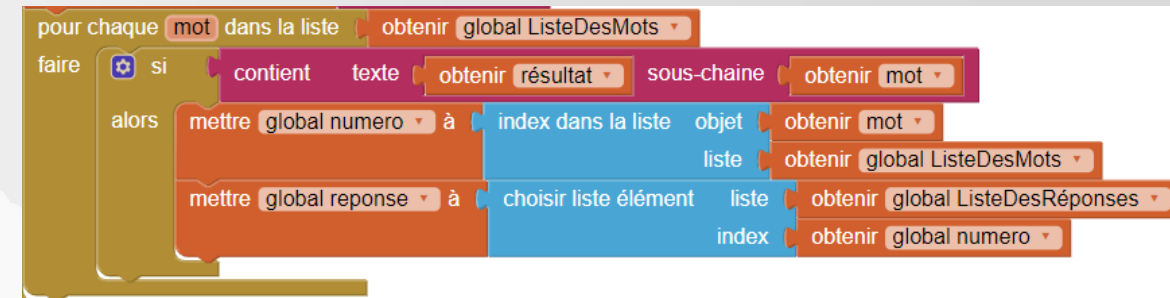 pour chaque mot dans la liste obtenir global ListeDesMots
faire si contient texte obtenir résultat sous-chaine obtenir mot
alors mettre global numero à index dans la liste objet obtenir mot
liste obtenir global ListeDesMots
mettre global reponse à choisir liste élément liste obtenir global ListeDesRéponses
index obtenir global numero